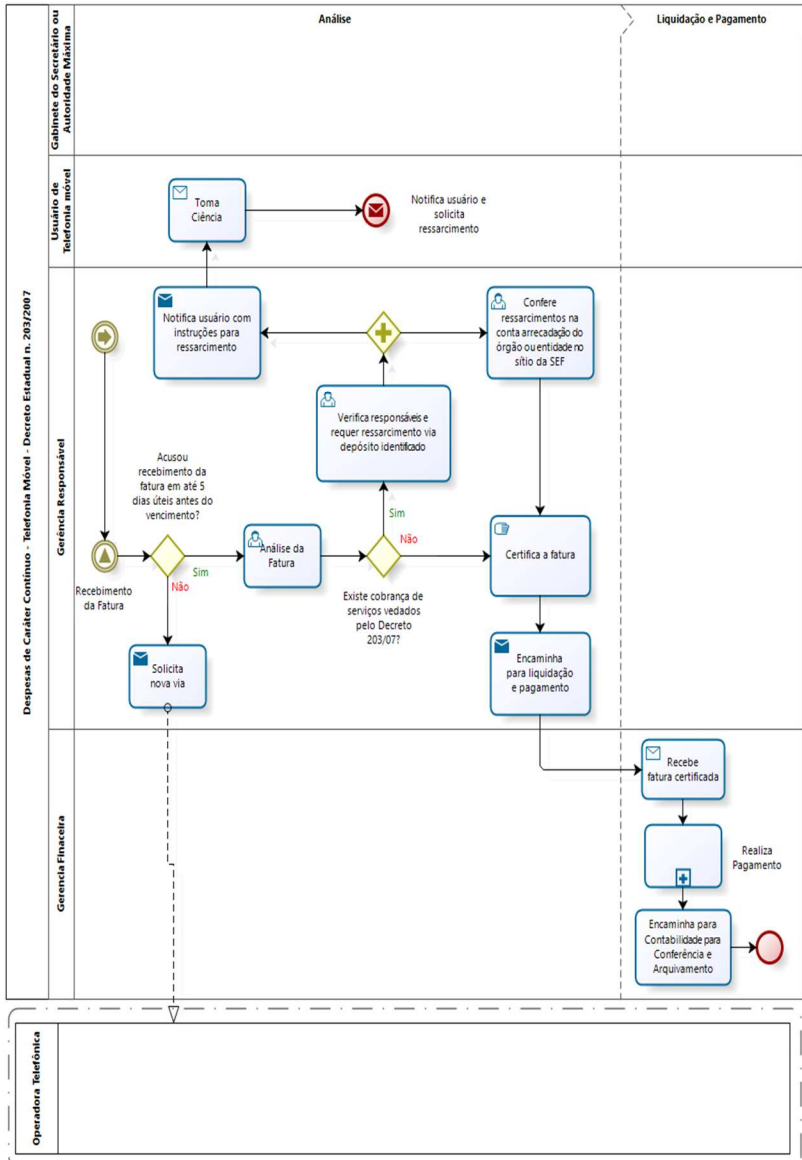 Análise
Liquidação e Pagamento
Despesas de Caráter Contínuo - Telefonia Móvel - Decreto Estadual n. 203/2007
Gabinete do Secretário ou
Autoridade Máxima
Usuário de
Telefonia móvel
Toma
Ciência
Notifica usuário e
solicita
ressarcimento
Gerência Responsável
Notifica usuário com
instruções para
ressarcimento
Confere
ressarcimentos na
conta arrecadação do
órgão ou entidade no
sítio da SEF
Verifica responsáveis e
requer ressarcimento via
depósito identificado
Acusou
recebimento da
fatura em até 5
dias úteis antes do
vencimento?
Sim
Não
Recebimento
da Fatura
Sim
Não
Análise da
Fatura
Existe cobrança de
serviços vedados
pelo Decreto
203/07?
Certifica a fatura
Solicita
nova via
Encaminha
para liquidação
e pagamento
Gerencia Finaceira
Recebe
fatura certificada
Realiza
Pagamento
Encaminha para
Contabilidade para
Conferência e
Arquivamento
Operadora Telefônica